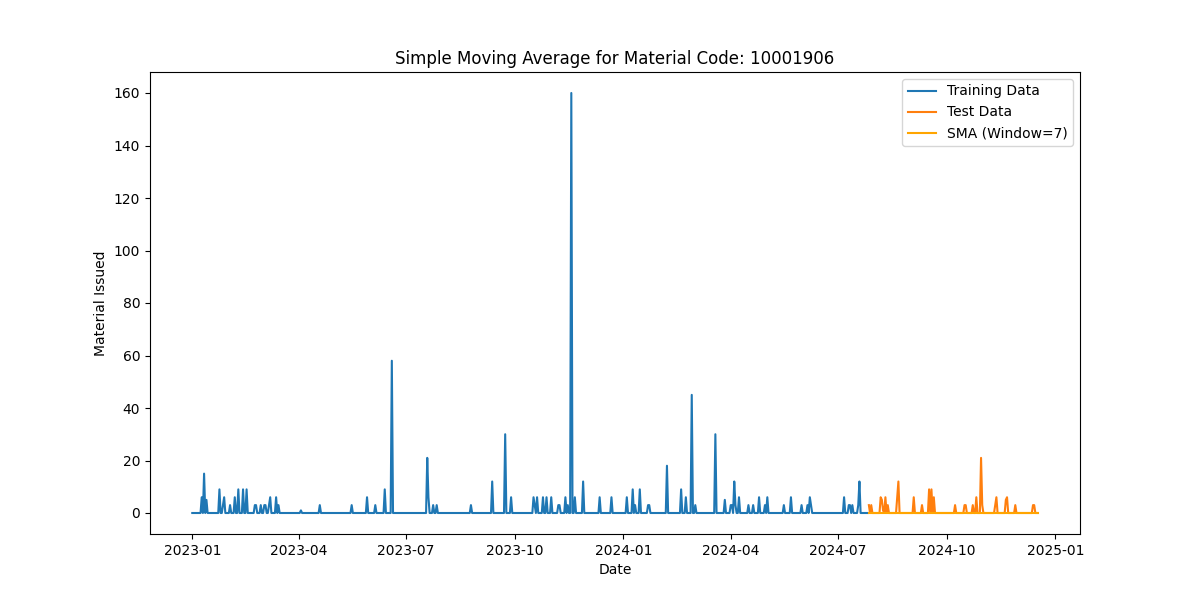 Simple Moving Average for Material Code: 10001906
Training Data
Test Data
SMA (Window=7)
Material Issued
160
140
120
100
80
60
40
20
0
2023-01 2023-04 2023-07 2023-10 2024-01 2024-04 2024-07 2024-10 2025-01
Date